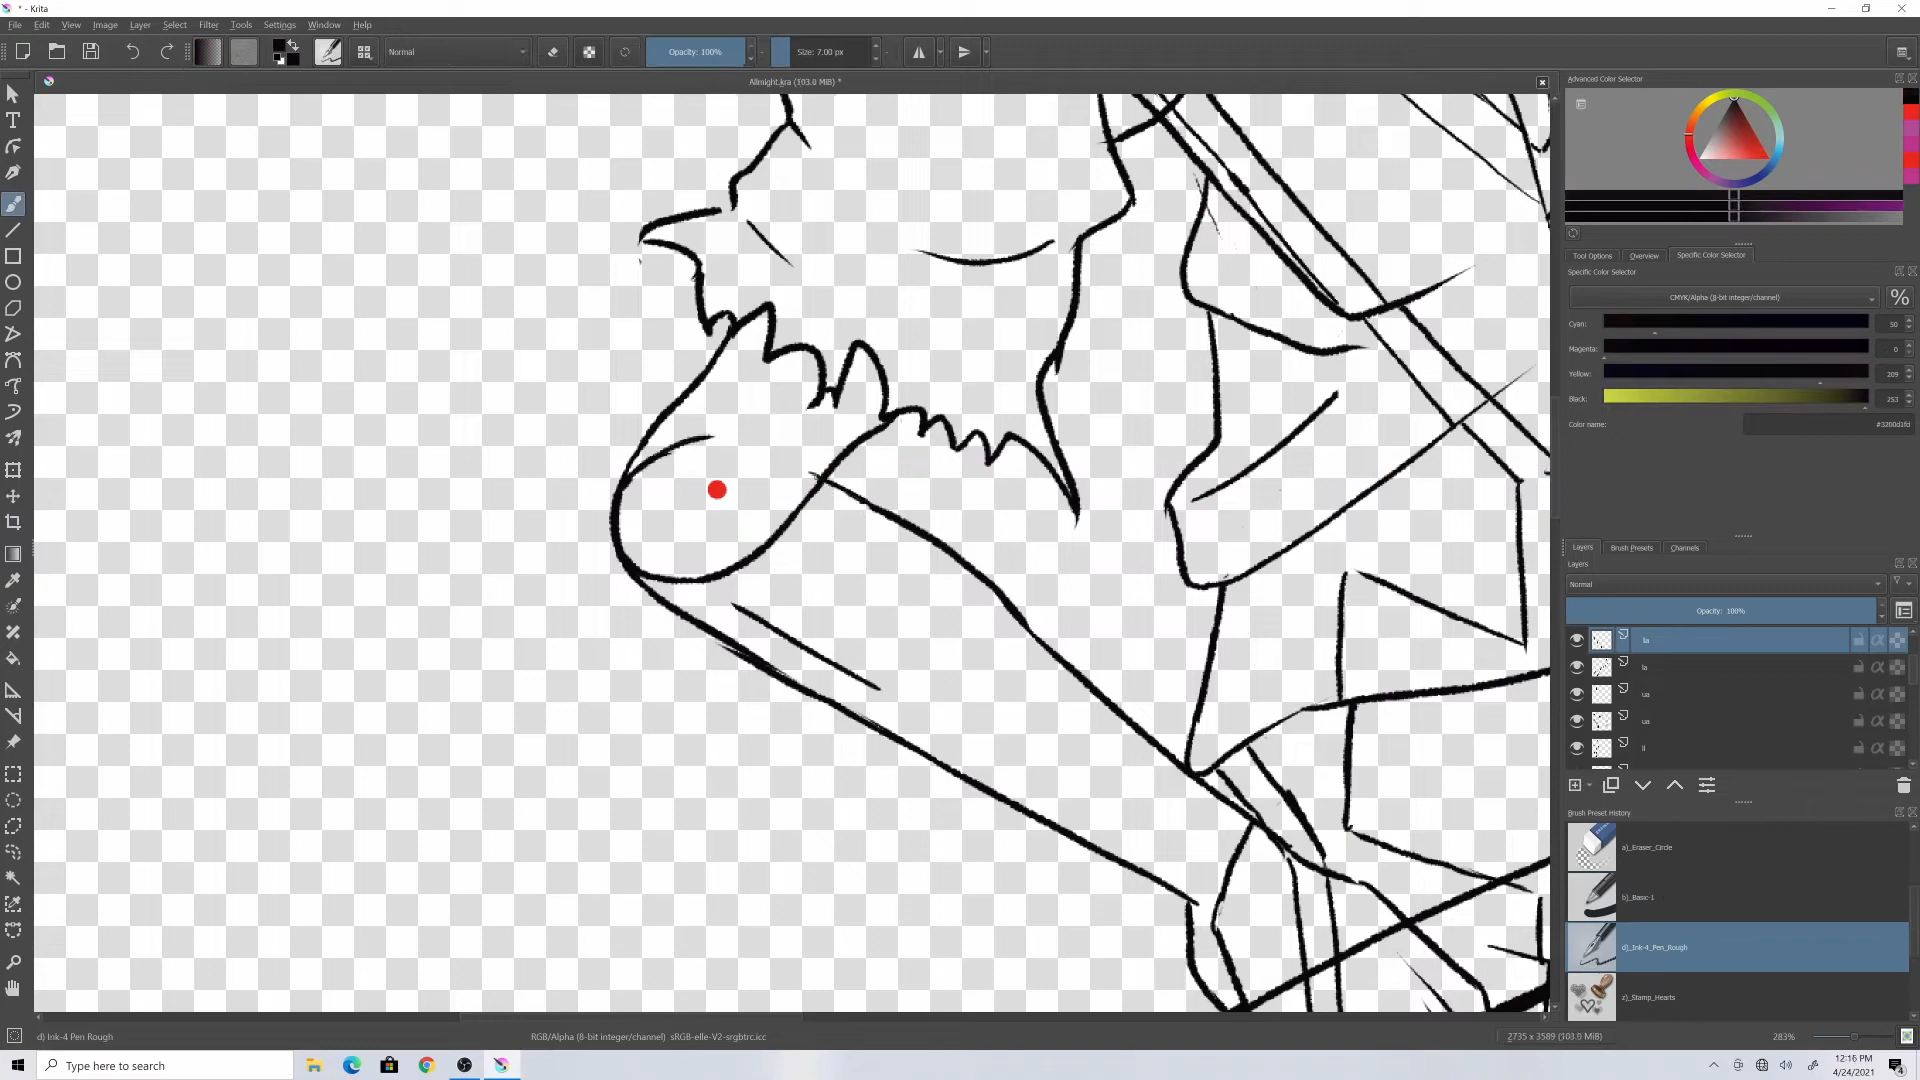 * - Krita
File Edit View Image Layer Select Filter Tools Settings Window Help
Normal Opacity: 100% Size: 7.00 px
Allmight.kra (103.0 MiB) *
Advanced Color Selector
Tool Options Overview Specific Color Selector
Specific Color Selector
CMYK/Alpha (8-bit integer/channel) %
Cyan: 50
Magenta: 0
Yellow: 209
Black: 253
Color name: #3200d1fd
Layers Brush Presets Channels
Layers
Normal
Opacity: 100%
la
la
ua
ua
ll
Brush Preset History
a)_Eraser_Circle
b)_Basic-1
d)_Ink-4_Pen_Rough
z)_Stamp_Hearts
d) Ink-4 Pen Rough RGB/Alpha (8-bit integer/channel) sRGB-elle-V2-srgbtrc.icc 2735 x 3589 (103.0 MiB) 283%
Type here to search 12:16 PM
4/24/2021 4